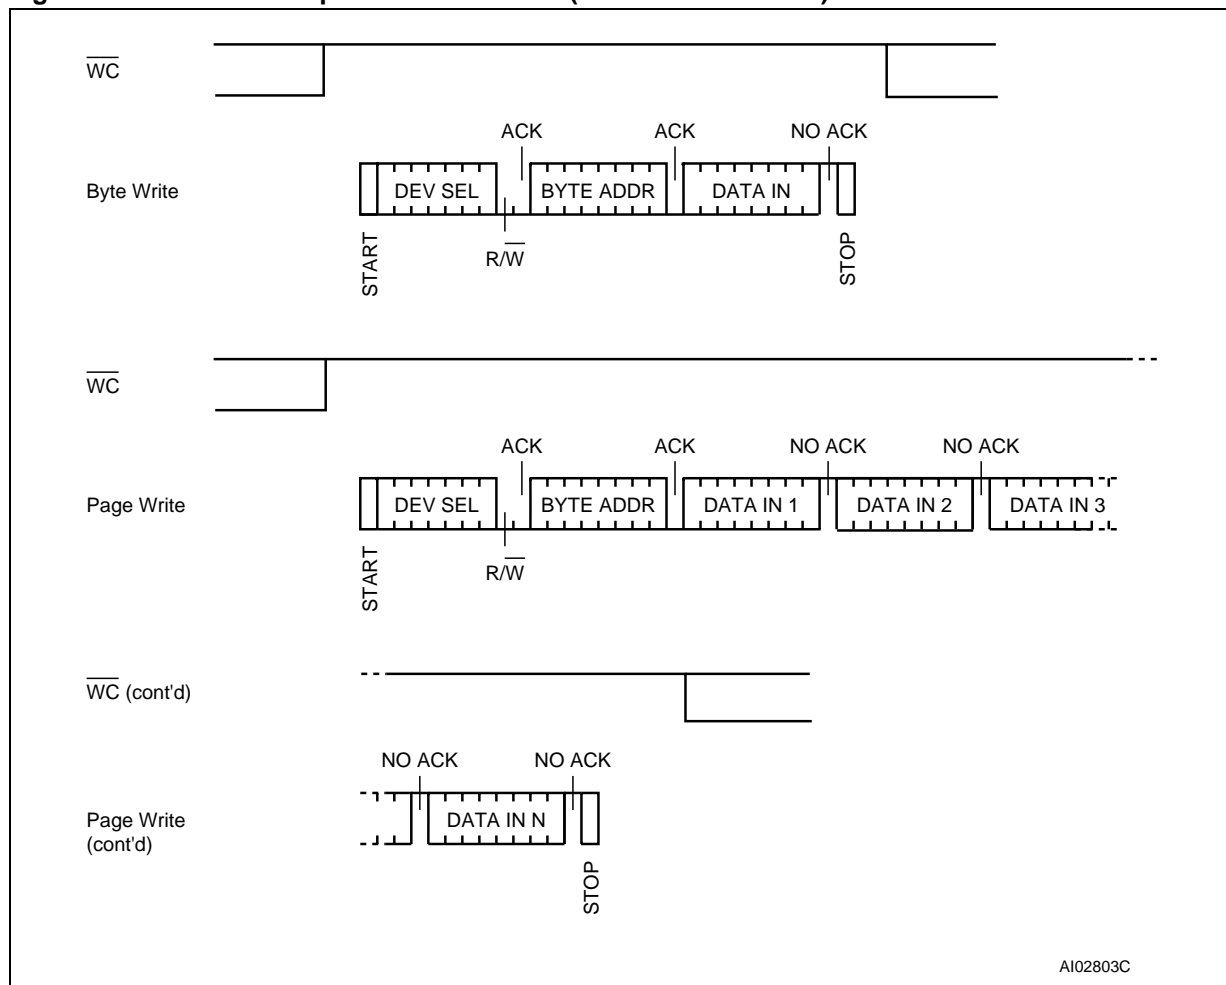 WC
ACK ACK NO ACK
Byte Write DEV SEL BYTE ADDR DATA IN
START R/W STOP
WC
ACK ACK NO ACK NO ACK
Page Write DEV SEL BYTE ADDR DATA IN 1 DATA IN 2 DATA IN 3
START R/W
WC (cont'd)
NO ACK NO ACK
Page Write
(cont'd) DATA IN N
STOP
AI02803C